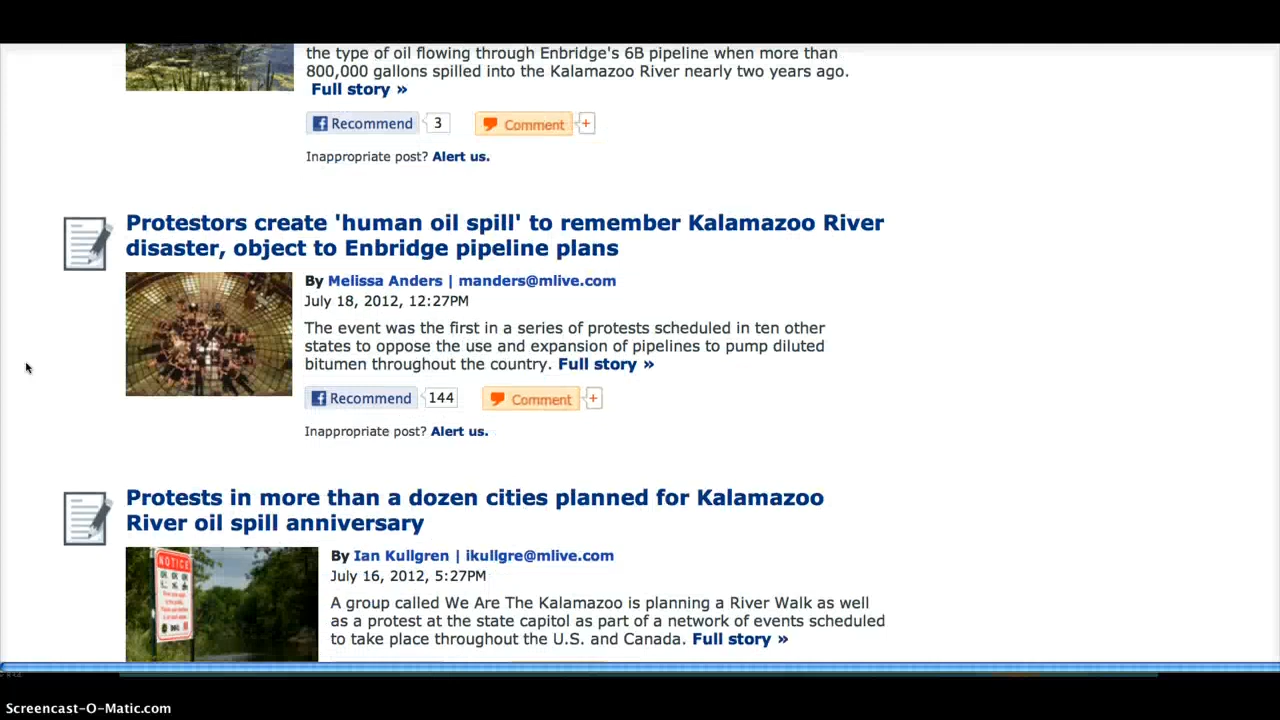 the type of oil flowing through Enbridge's 6B pipeline when more than
800,000 gallons spilled into the Kalamazoo River nearly two years ago.
Full story »
Recommend 3 Comment +
Inappropriate post? Alert us.
Protestors create 'human oil spill' to remember Kalamazoo River
disaster, object to Enbridge pipeline plans
By Melissa Anders | manders@mlive.com
July 18, 2012, 12:27PM
The event was the first in a series of protests scheduled in ten other
states to oppose the use and expansion of pipelines to pump diluted
bitumen throughout the country. Full story »
Recommend 144 Comment +
Inappropriate post? Alert us.
Protests in more than a dozen cities planned for Kalamazoo
River oil spill anniversary
By Ian Kullgren | ikullgre@mlive.com
July 16, 2012, 5:27PM
NOTICE
A group called We Are The Kalamazoo is planning a River Walk as well
as a protest at the state capitol as part of a network of events scheduled
to take place throughout the U.S. and Canada. Full story »
Screencast-O-Matic.com